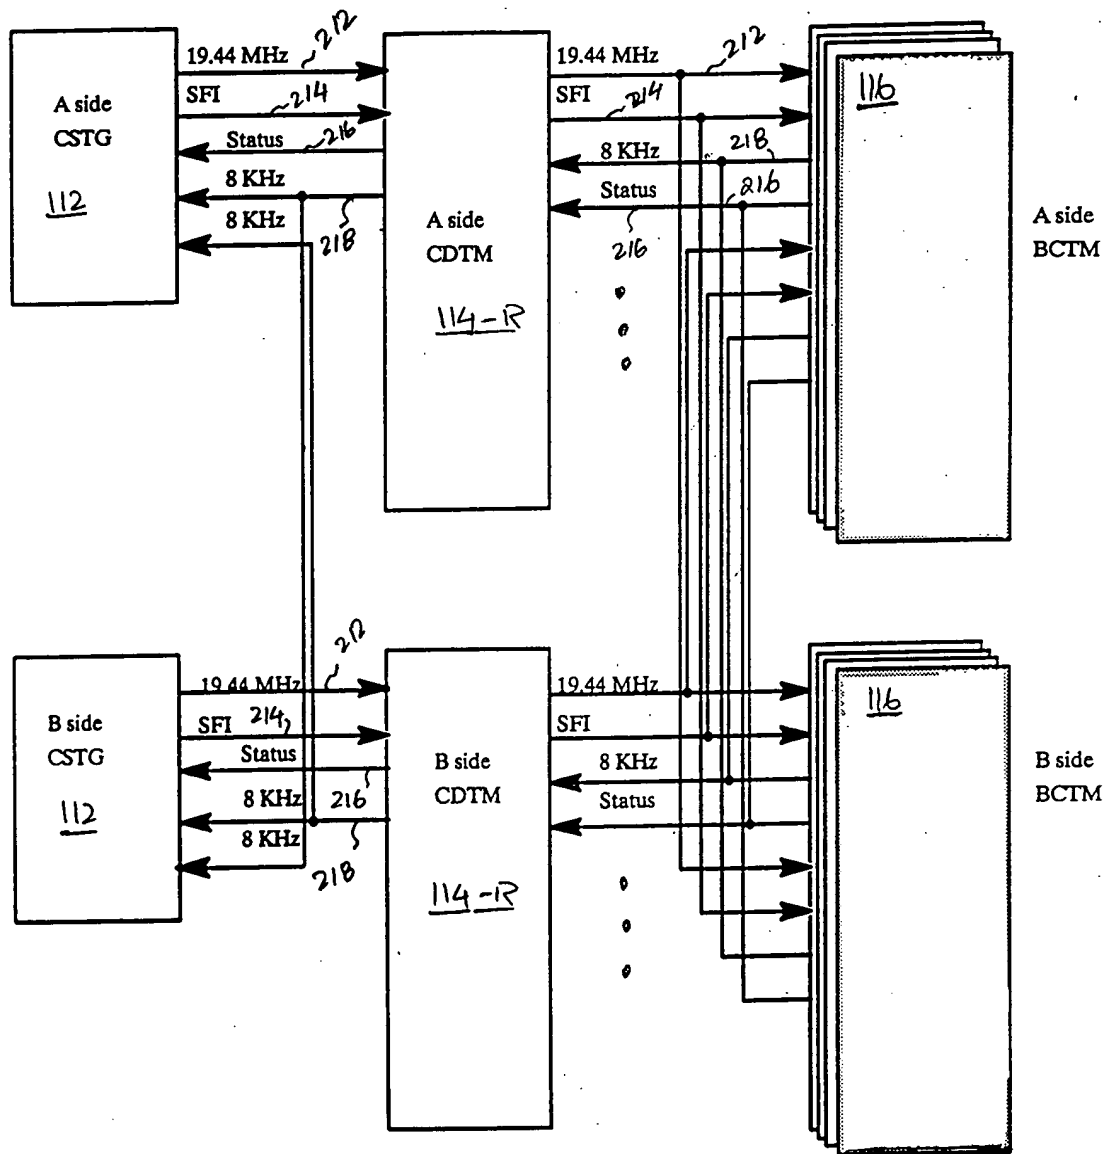 19.44 MHz
212
SFI
214
A side
CSTG
Status
216
8 KHz
112
8 KHz
218
A side
CDTM
114-R
19.44 MHz
212
SFI
214
8 KHz
218
Status
216
216
116
A side
BCTM
212
19.44 MHz
SFI
214
B side
CSTG
Status
216
8 KHz
112
8 KHz
218
B side
CDTM
114-R
19.44 MHz
SFI
8 KHz
Status
116
B side
BCTM